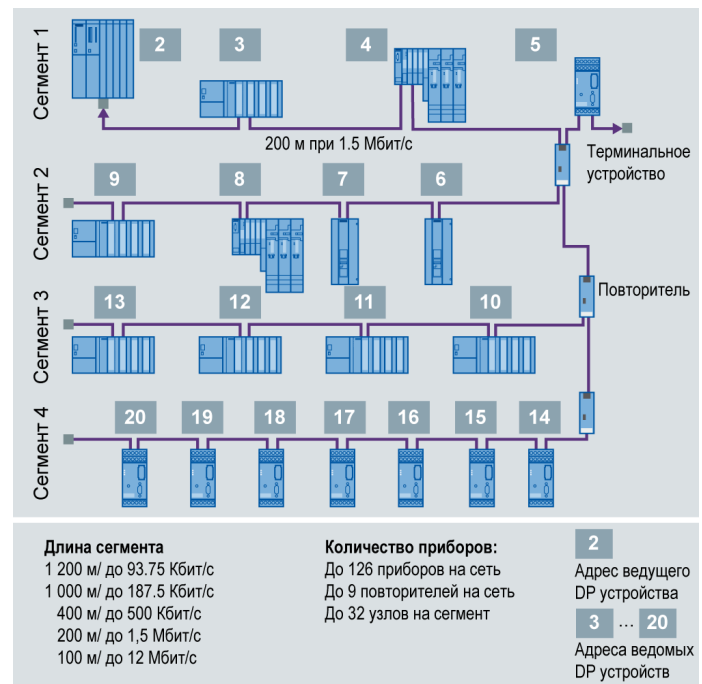 Сегмент 1
2
3
4
5
200 м при 1.5 Мбит/с
Терминальное
устройство
Сегмент 2
9
8
7
6
Повторитель
Сегмент 3
13
12
11
10
Сегмент 4
20
19
18
17
16
15
14
Длина сегмента
1 200 м/ до 93.75 Кбит/с
1 000 м/ до 187.5 Кбит/с
400 м/ до 500 Кбит/с
200 м/ до 1,5 Мбит/с
100 м/ до 12 Мбит/с
Количество приборов:
До 126 приборов на сеть
До 9 повторителей на сеть
До 32 узлов на сегмент
2
Адрес ведущего
DP устройства
3 ... 20
Адреса ведомых
DP устройств